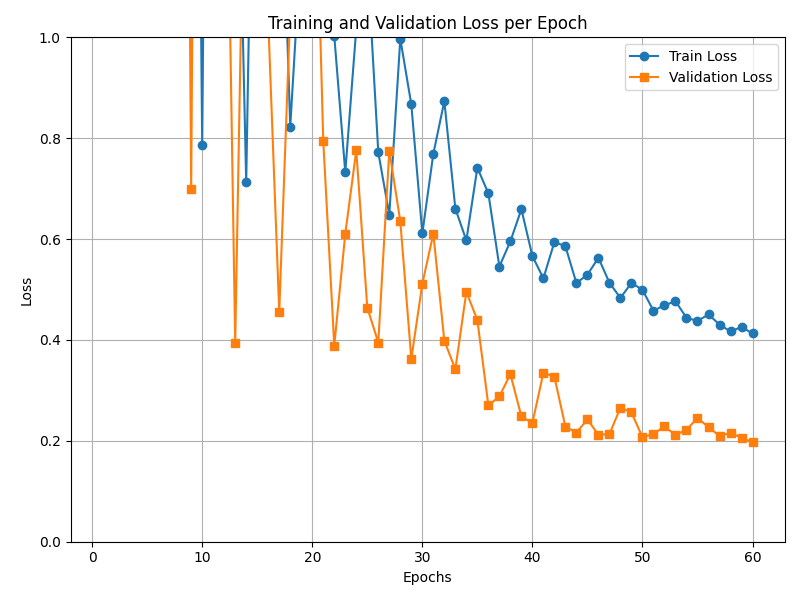 Training and Validation Loss per Epoch
Train Loss
Validation Loss
1.0
0.8
0.6
0.4
0.2
0.0
Loss
0 10 20 30 40 50 60
Epochs